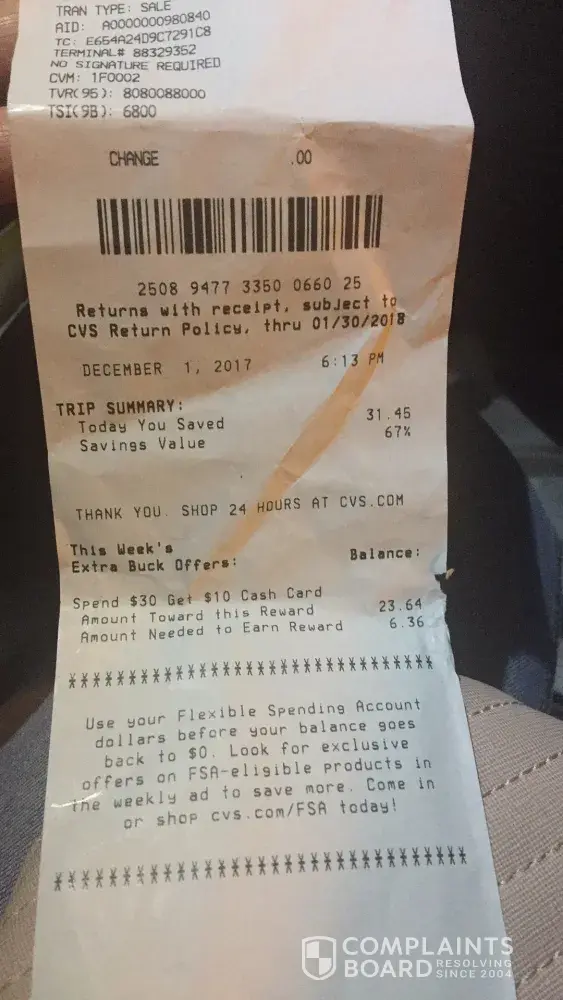 TRAN TYPE: SALE
AID: A0000000980840
TC: E654A24D9C7291C8
TERMINAL# 88329352
NO SIGNATURE REQUIRED
CVM: 1F0002
TVR(95): 8080088000
TSI(9B): 6800
CHANGE .00
2508 9477 3350 0660 25
Returns with receipt, subject to
CVS Return Policy, thru 01/30/2018
DECEMBER 1, 2017 6:13 PM
TRIP SUMMARY:
Today You Saved 31.45
Savings Value 67%
THANK YOU. SHOP 24 HOURS AT CVS.COM
This Week's
Extra Buck Offers: Balance:
Spend $30 Get $10 Cash Card
Amount Toward this Reward 23.64
Amount Needed to Earn Reward 6.36
*************************************
Use your Flexible Spending Account
dollars before your balance goes
back to $0. Look for exclusive
offers on FSA-eligible products in
the weekly ad to save more. Come in
or shop cvs.com/FSA today!
*************************************
COMPLAINTS
BOARD RESOLVING
SINCE 2004